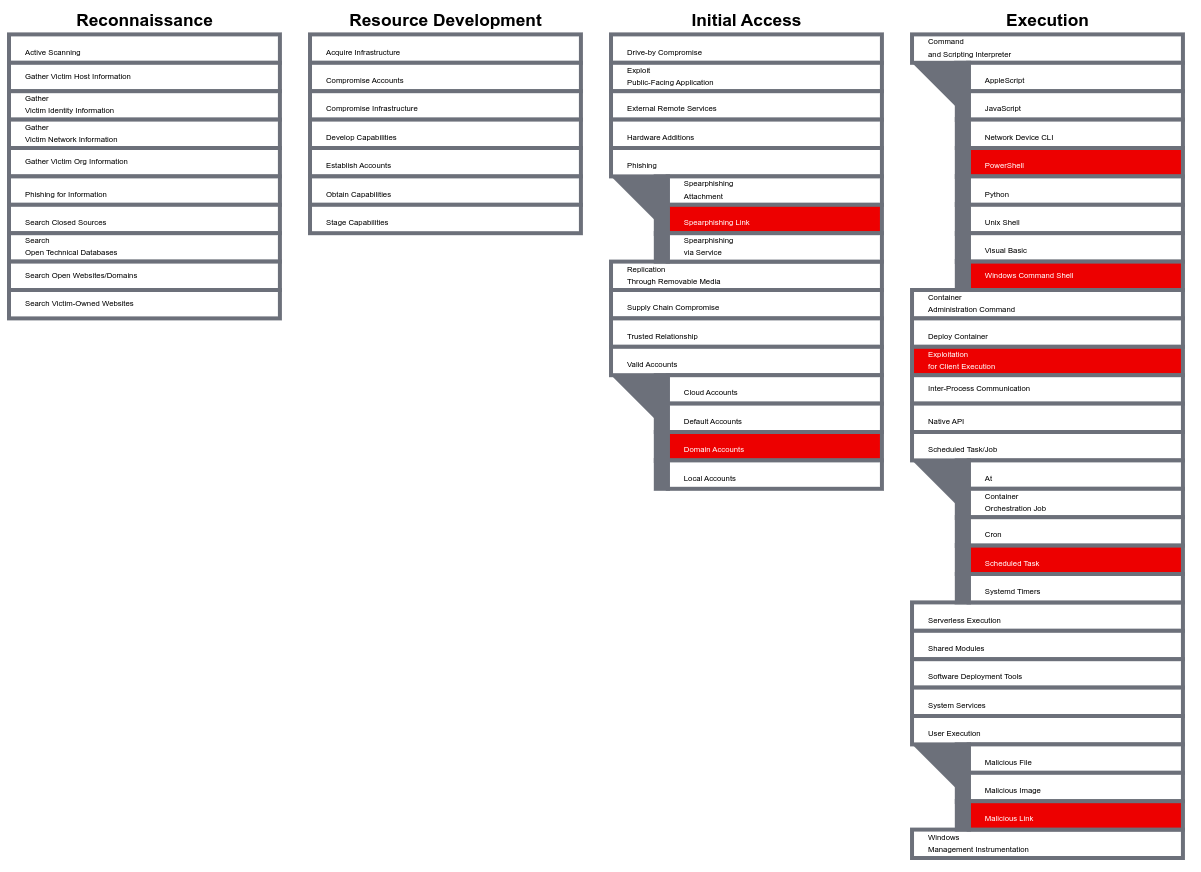 Reconnaissance
Active Scanning
Gather Victim Host Information
Gather
Victim Identity Information
Gather
Victim Network Information
Gather Victim Org Information
Phishing for Information
Search Closed Sources
Search
Open Technical Databases
Search Open Websites/Domains
Search Victim-Owned Websites
Resource Development
Acquire Infrastructure
Compromise Accounts
Compromise Infrastructure
Develop Capabilities
Establish Accounts
Obtain Capabilities
Stage Capabilities
Initial Access
Drive-by Compromise
Exploit
Public-Facing Application
External Remote Services
Hardware Additions
Phishing
Spearphishing
Attachment
Spearphishing Link
Spearphishing
via Service
Replication
Through Removable Media
Supply Chain Compromise
Trusted Relationship
Valid Accounts
Cloud Accounts
Default Accounts
Domain Accounts
Local Accounts
Execution
Command
and Scripting Interpreter
AppleScript
JavaScript
Network Device CLI
PowerShell
Python
Unix Shell
Visual Basic
Windows Command Shell
Container
Administration Command
Deploy Container
Exploitation
for Client Execution
Inter-Process Communication
Native API
Scheduled Task/Job
At
Container
Orchestration Job
Cron
Scheduled Task
Systemd Timers
Serverless Execution
Shared Modules
Software Deployment Tools
System Services
User Execution
Malicious File
Malicious Image
Malicious Link
Windows
Management Instrumentation